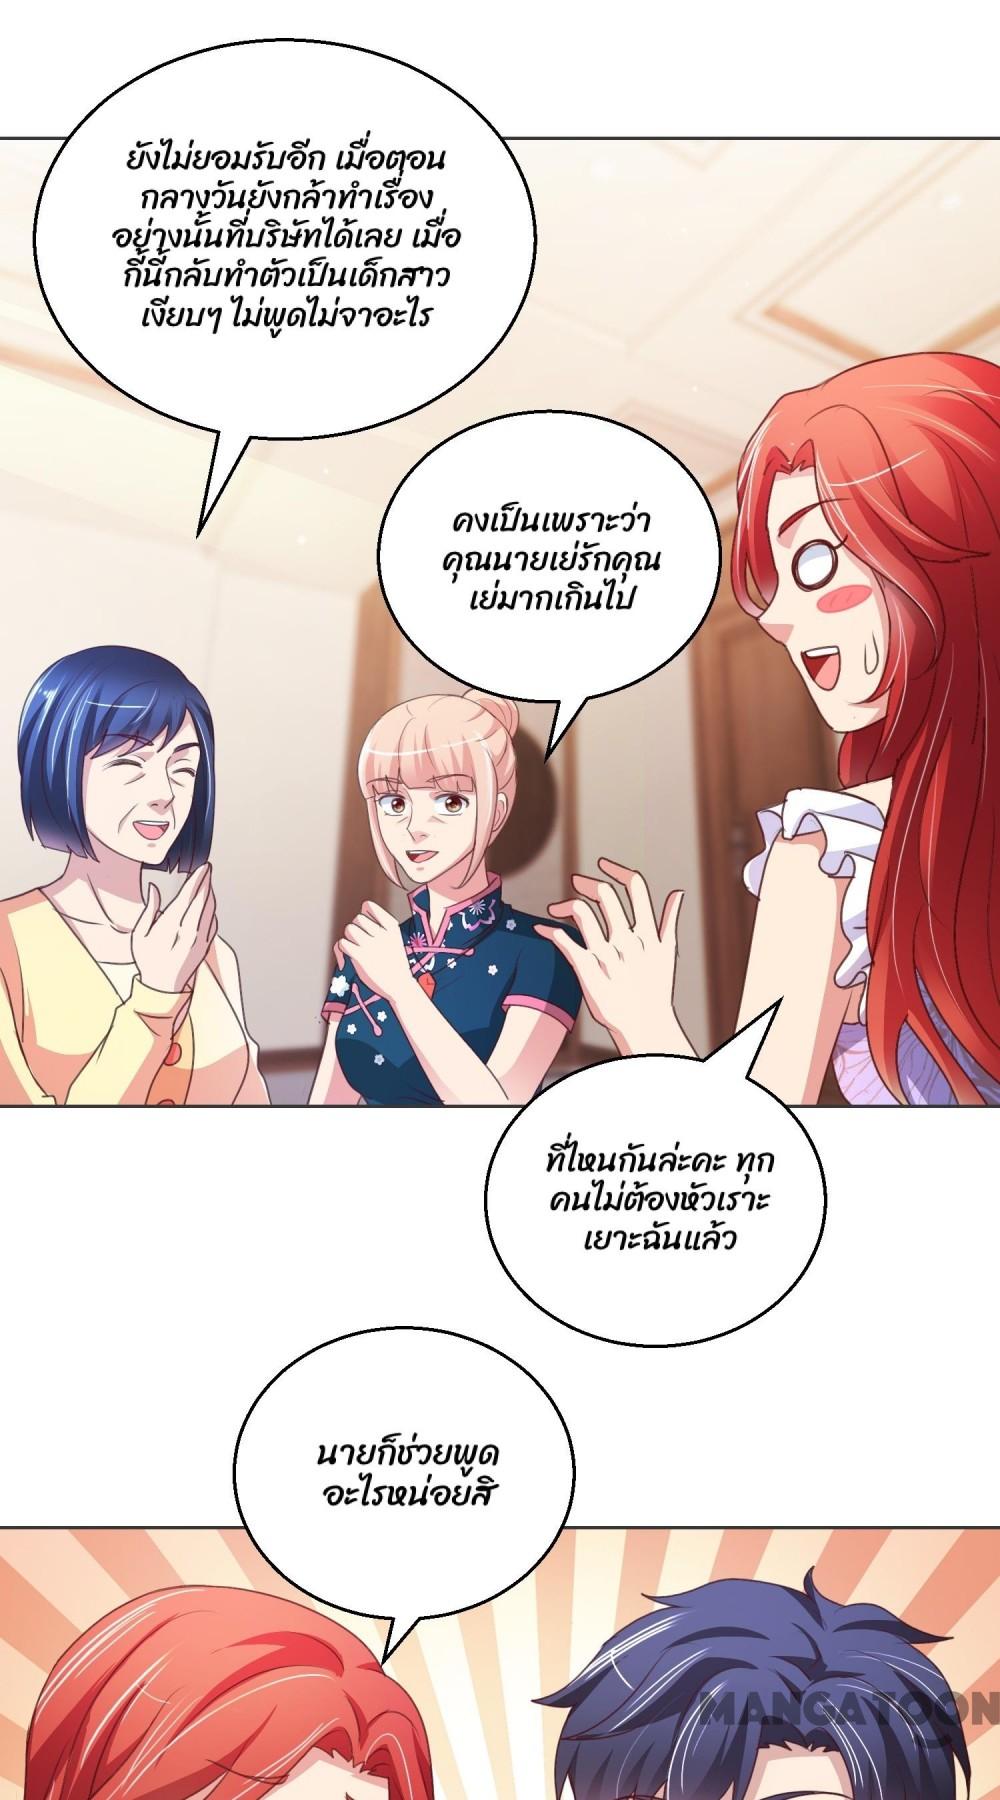 ยังไม่ยอมรับอีก เมื่อตอน
กลางวันยังกล้าทำเรื่อง
อย่างนั้นที่บริษัทได้เลย เมื่อ
กี้นี้กลับทำตัวเป็นเด็กสาว
เงียบๆ ไม่พูดไม่จาอะไร
คงเป็นเพราะว่า
คุณนายเย่รักคุณ
เย่มากเกินไป
ที่ไหนกันล่ะคะ ทุก
คนไม่ต้องหัวเราะ
เยาะฉันแล้ว
นายก็ช่วยพูด
อะไรหน่อยสิ
MANGATOON